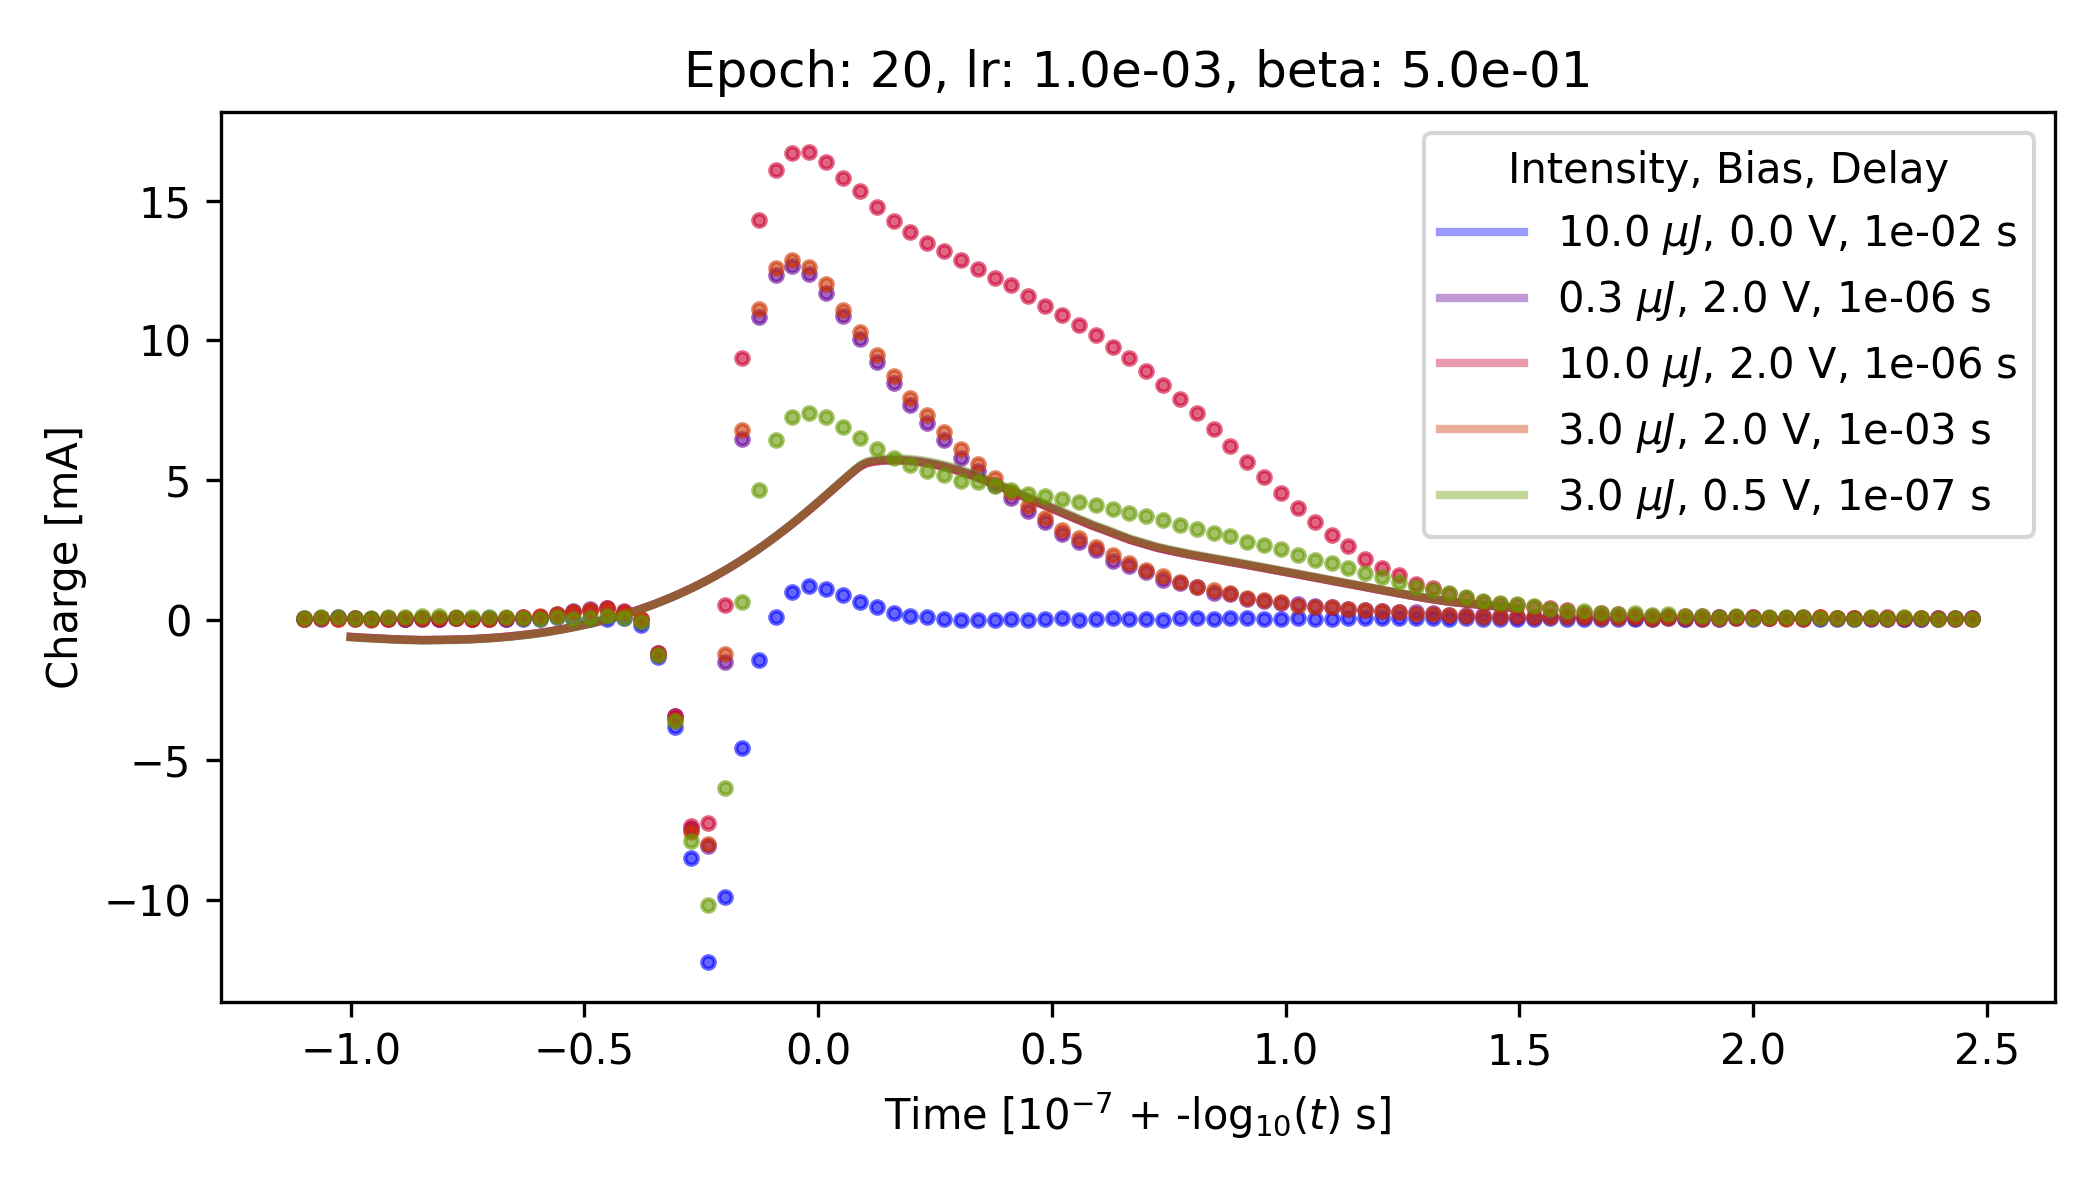 Epoch: 20, lr: 1.0e-03, beta: 5.0e-01
Charge [mA]
15
10
5
0
−5
−10
Intensity, Bias, Delay
10.0 μJ, 0.0 V, 1e-02 s
0.3 μJ, 2.0 V, 1e-06 s
10.0 μJ, 2.0 V, 1e-06 s
3.0 μJ, 2.0 V, 1e-03 s
3.0 μJ, 0.5 V, 1e-07 s
−1.0 −0.5 0.0 0.5 1.0 1.5 2.0 2.5
Time [10⁻⁷ + -log₁₀(t) s]